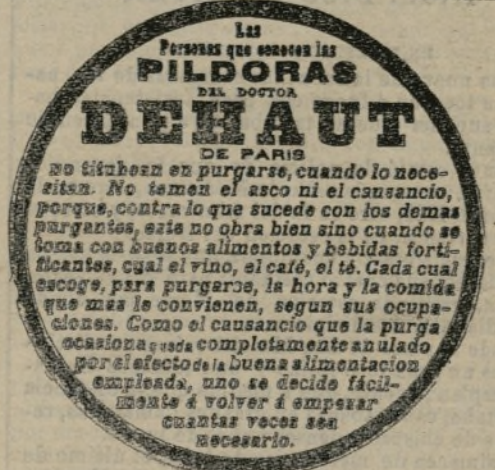 Las
Personas que conocen las
PILDORAS
DEL DOCTOR
DEHAUT
DE PARIS
no titubean en purgarse, cuando lo nece-
sitan. No temen el asco ni el causancio,
porque, contra lo que sucede con los demas
purgantes, este no obra bien sino cuando se
toma con buenos alimentos y bebidas forti-
ficantes, cual el vino, el café, el té. Cada cual
escoge, para purgarse, la hora y la comida
que mas le convienen, segun sus ocupa-
ciones. Como el causancio que la purga
ocasiona queda completamente anulado
por el efecto de la buena alimentacion
empleada, uno se decide fácil-
mente á volver á empezar
cuantas veces sea
necesario.